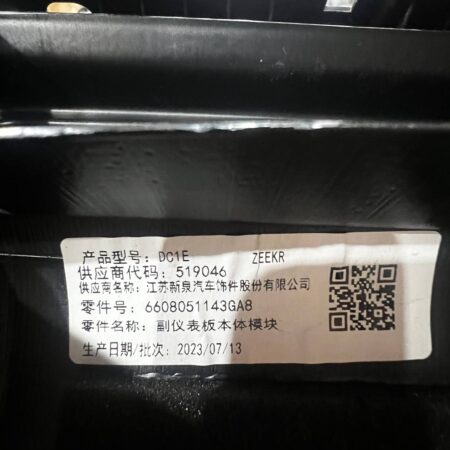 产品型号: DC1E ZEEKR
供应商代码: 519046
供应商名称: 江苏新泉汽车饰件股份有限公司
零件号: 6608051143GA8
零件名称: 副仪表板本体模块
生产日期/批次: 2023/07/13